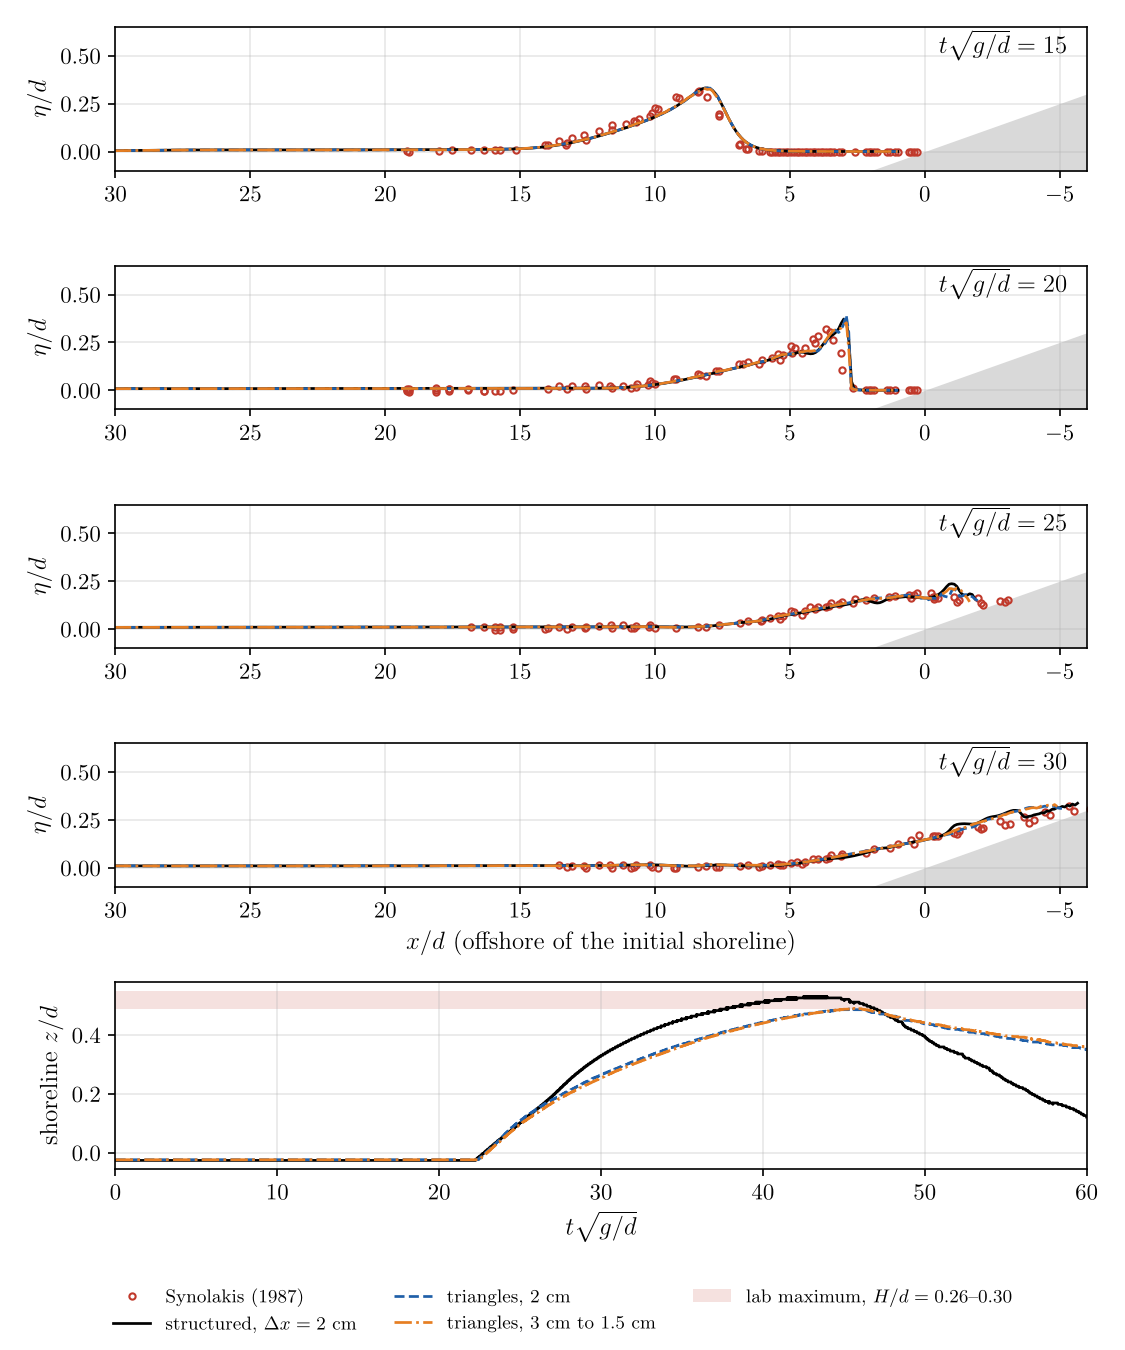 t√g/d = 15
η/d
0.50
0.25
0.00
30 25 20 15 10 5 0 −5
t√g/d = 20
η/d
0.50
0.25
0.00
30 25 20 15 10 5 0 −5
t√g/d = 25
η/d
0.50
0.25
0.00
30 25 20 15 10 5 0 −5
t√g/d = 30
η/d
0.50
0.25
0.00
30 25 20 15 10 5 0 −5
x/d (offshore of the initial shoreline)
shoreline z/d
0.4
0.2
0.0
0 10 20 30 40 50 60
t√g/d
Synolakis (1987)
structured, Δx = 2 cm
triangles, 2 cm
triangles, 3 cm to 1.5 cm
lab maximum, H/d = 0.26–0.30